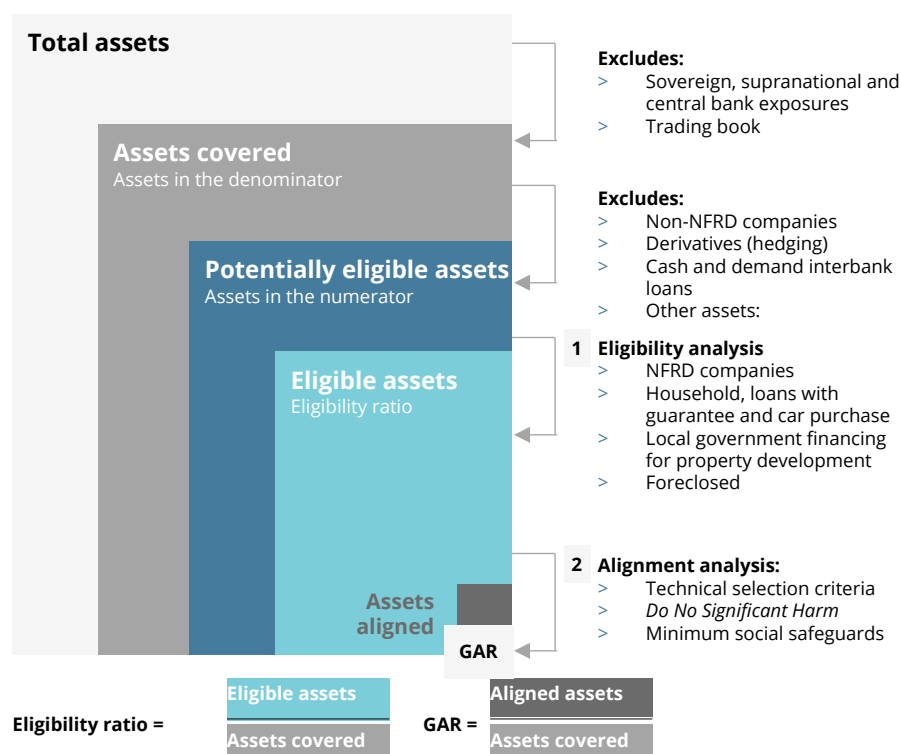 Total assets
Excludes:
> Sovereign, supranational and
central bank exposures
> Trading book
Assets covered
Assets in the denominator
Excludes:
> Non-NFRD companies
> Derivatives (hedging)
> Cash and demand interbank
loans
> Other assets:
Potentially eligible assets
Assets in the numerator
1 Eligibility analysis
> NFRD companies
> Household, loans with
guarantee and car purchase
> Local government financing
for property development
> Foreclosed
Eligible assets
Eligibility ratio
2 Alignment analysis:
> Technical selection criteria
> Do No Significant Harm
> Minimum social safeguards
Assets
aligned
GAR
Eligibility ratio =
Eligible assets
Assets covered
GAR =
Aligned assets
Assets covered